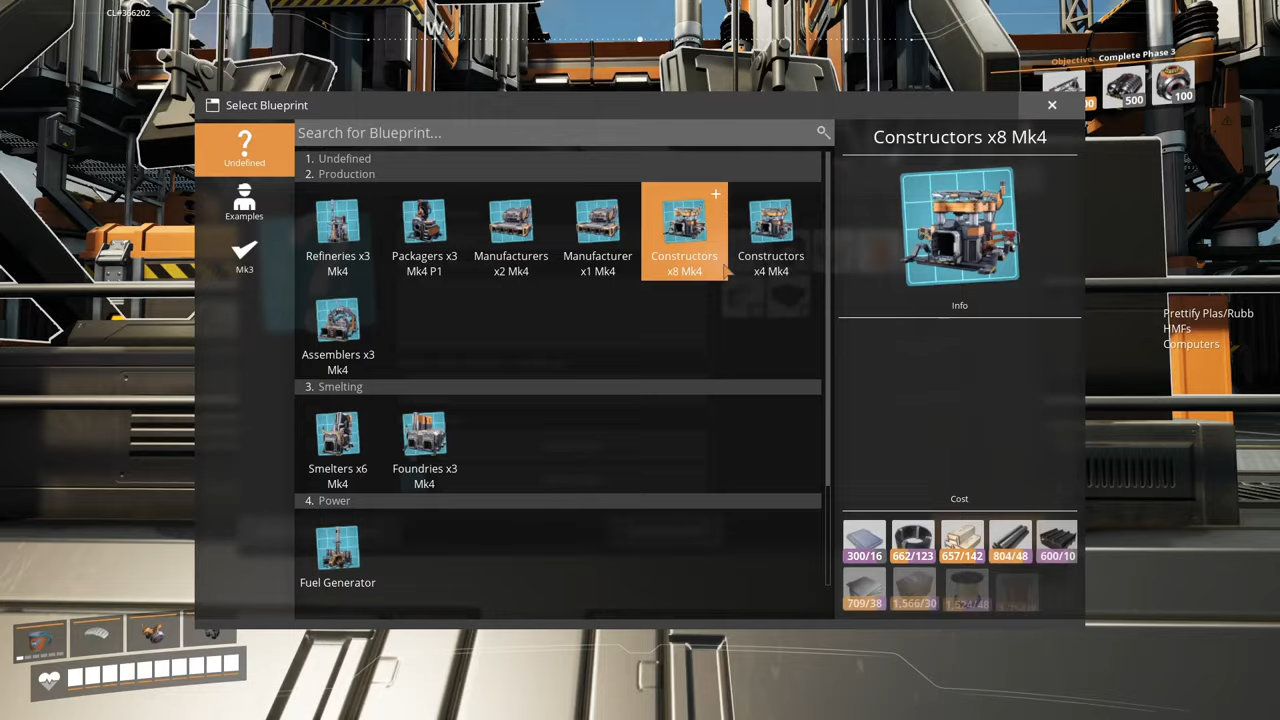 CL#366202
Objective: Complete Phase 3
500
100
Select Blueprint
Undefined
Examples
Mk3
Search for Blueprint...
1. Undefined
2. Production
Refineries x3
Mk4
Packagers x3
Mk4 P1
Manufacturers
x2 Mk4
Manufacturer
x1 Mk4
Constructors
x8 Mk4
Constructors
x4 Mk4
Assemblers x3
Mk4
3. Smelting
Smelters x6
Mk4
Foundries x3
Mk4
4. Power
Fuel Generator
Constructors x8 Mk4
Info
Cost
300/16
662/123
657/142
804/48
600/10
709/38
1,566/30
1,624/48
Prettify Plas/Rubb
HMFs
Computers